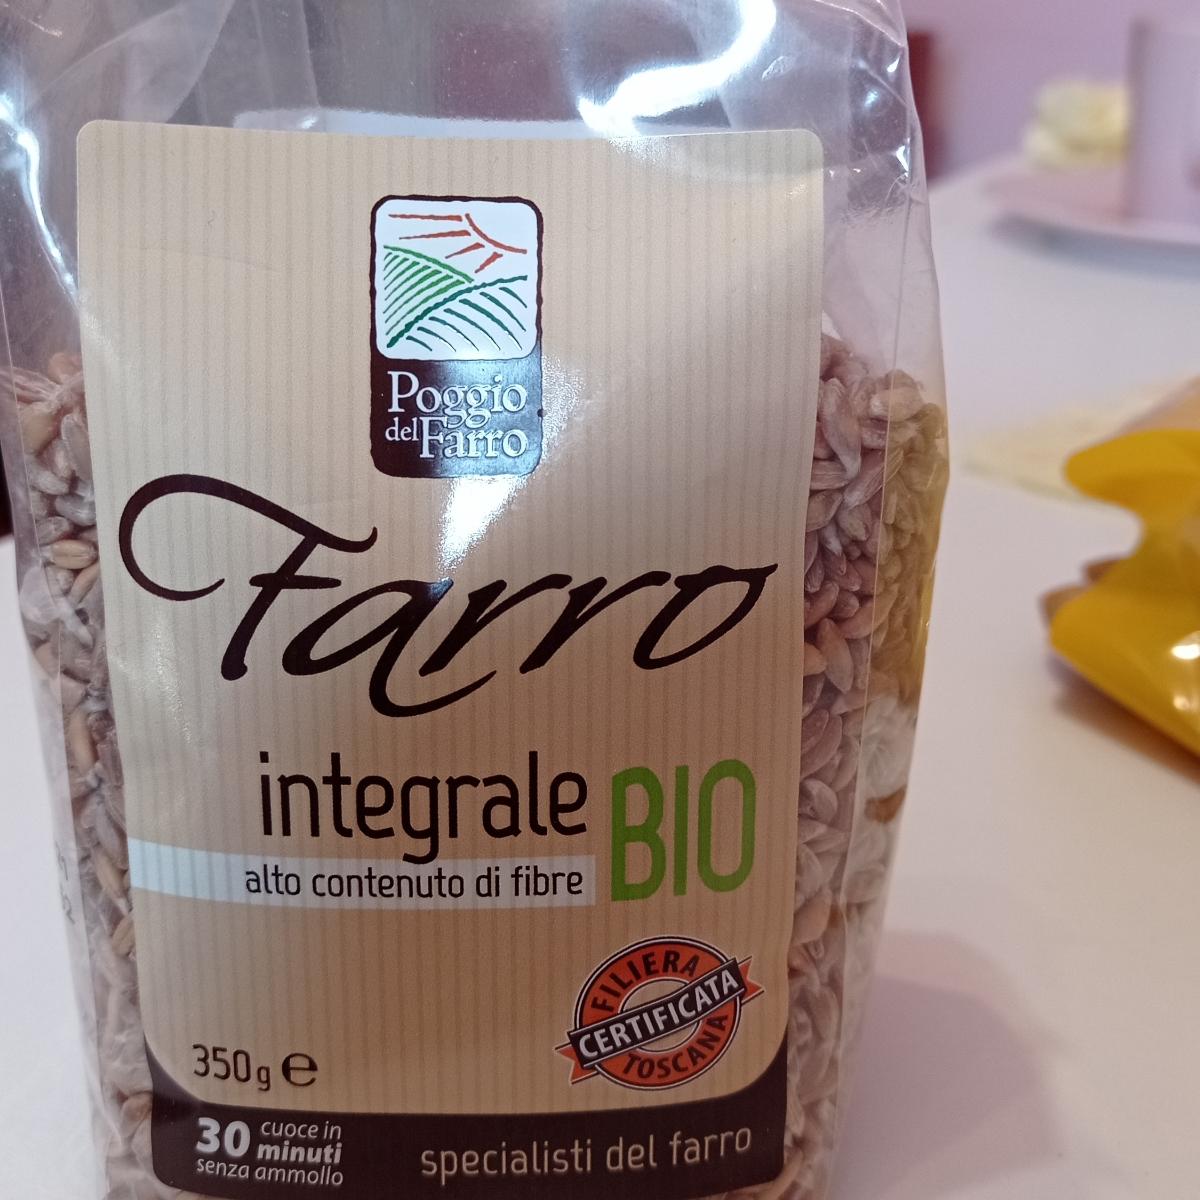 Poggio
del Farro
Farro
integrale BIO
alto contenuto di fibre
FILIERA
CERTIFICATA
TOSCANA
350g ℮
30 cuoce in
minuti
senza ammollo
specialisti del farro